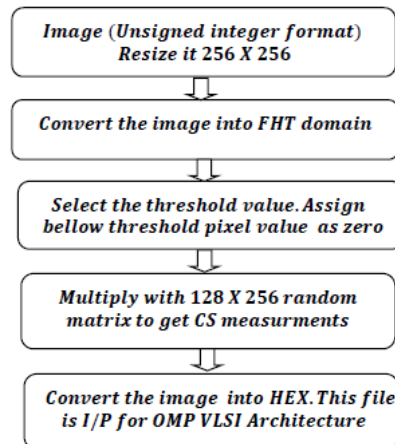 Image (Unsigned integer format)
Resize it 256 X 256
Convert the image into FHT domain
Select the threshold value. Assign
bellow threshold pixel value as zero
Multiply with 128 X 256 random
matrix to get CS measurments
Convert the image into HEX. This file
is I/P for OMP VLSI Architecture